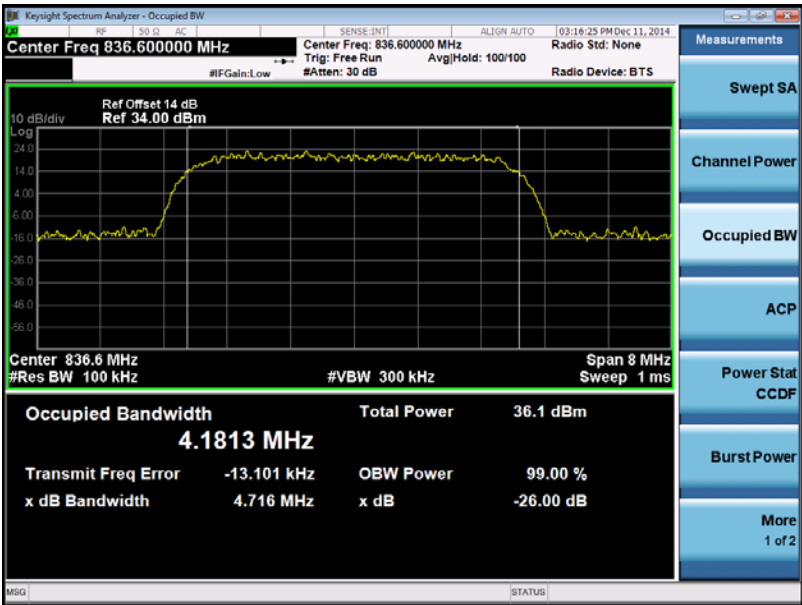 Keysight Spectrum Analyzer - Occupied BW
RF 50 Ω AC SENSE:INT ALIGN AUTO 03:16:25 PM Dec 11, 2014
Center Freq 836.600000 MHz
Center Freq: 836.600000 MHz Radio Std: None
Trig: Free Run Avg|Hold: 100/100
#IFGain:Low #Atten: 30 dB Radio Device: BTS
Ref Offset 14 dB
10 dB/div Ref 34.00 dBm
Log
24.0
14.0
4.00
-6.00
-16.0
-26.0
-36.0
-46.0
-56.0
Center 836.6 MHz Span 8 MHz
#Res BW 100 kHz #VBW 300 kHz Sweep 1 ms
Occupied Bandwidth Total Power 36.1 dBm
4.1813 MHz
Transmit Freq Error -13.101 kHz OBW Power 99.00 %
x dB Bandwidth 4.716 MHz x dB -26.00 dB
MSG STATUS
Measurements
Swept SA
Channel Power
Occupied BW
ACP
Power Stat
CCDF
Burst Power
More
1 of 2